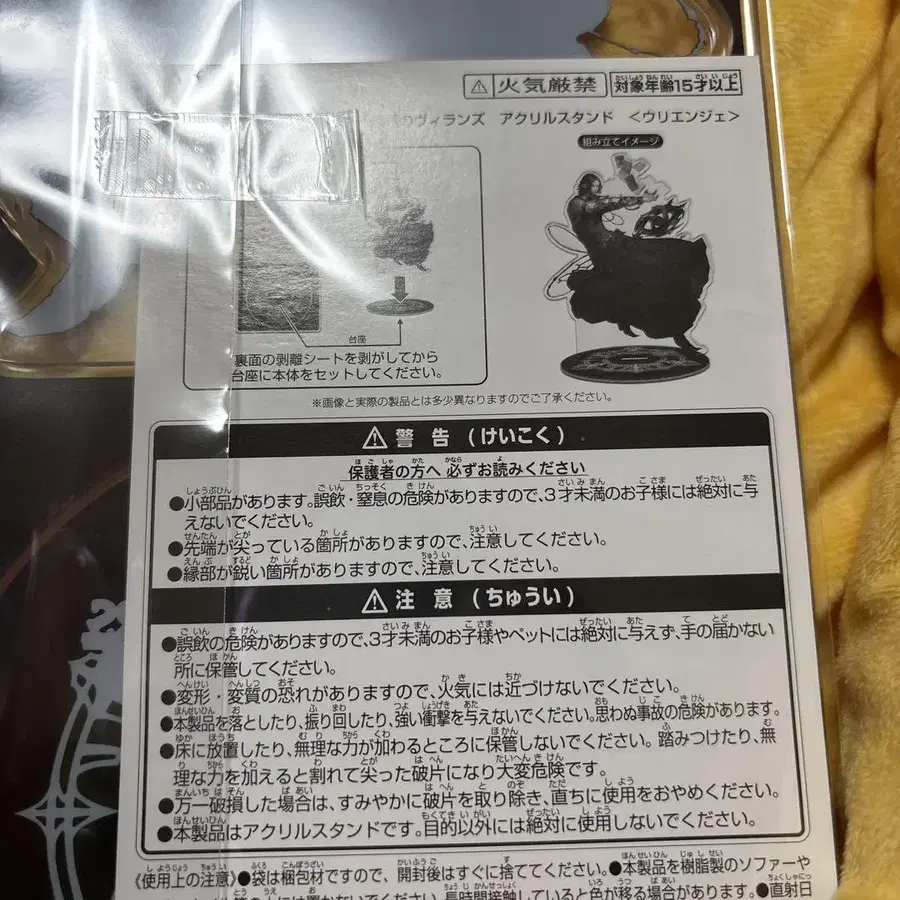 ⚠火気厳禁 対象年齢15才以上
ヴィランズ アクリルスタンド <ウリエンジェ>
組み立てイメージ
台座
裏面の剥離シートを剥がしてから
台座に本体をセットしてください。
※画像と実際の製品とは多少異なりますのでご了承ください。
⚠警告(けいこく)
保護者の方へ 必ずお読みください
●小部品があります。誤飲・窒息の危険がありますので、3才未満のお子様には絶対に与
えないでください。
●先端が尖っている箇所がありますので、注意してください。
●縁部が鋭い箇所がありますので、注意してください。
⚠注意(ちゅうい)
●誤飲の危険がありますので、3才未満のお子様やペットには絶対に与えず、手の届かない
所に保管してください。
●変形・変質の恐れがありますので、火気には近づけないでください。
●本製品を落としたり、振り回したり、強い衝撃を与えないでください。思わぬ事故の危険があります。
●床に放置したり、無理な力が加わるところに保管しないでください。踏みつけたり、無
理な力を加えると割れて尖った破片になり大変危険です。
●万一破損した場合は、すみやかに破片を取り除き、直ちに使用をおやめください。
●本製品はアクリルスタンドです。目的以外には絶対に使用しないでください。
《使用上の注意》●袋は梱包材ですので、開封後はすぐに捨ててください。●本製品を樹脂製のソファーや
長時間接触していると色が移る場合があります。●直射日